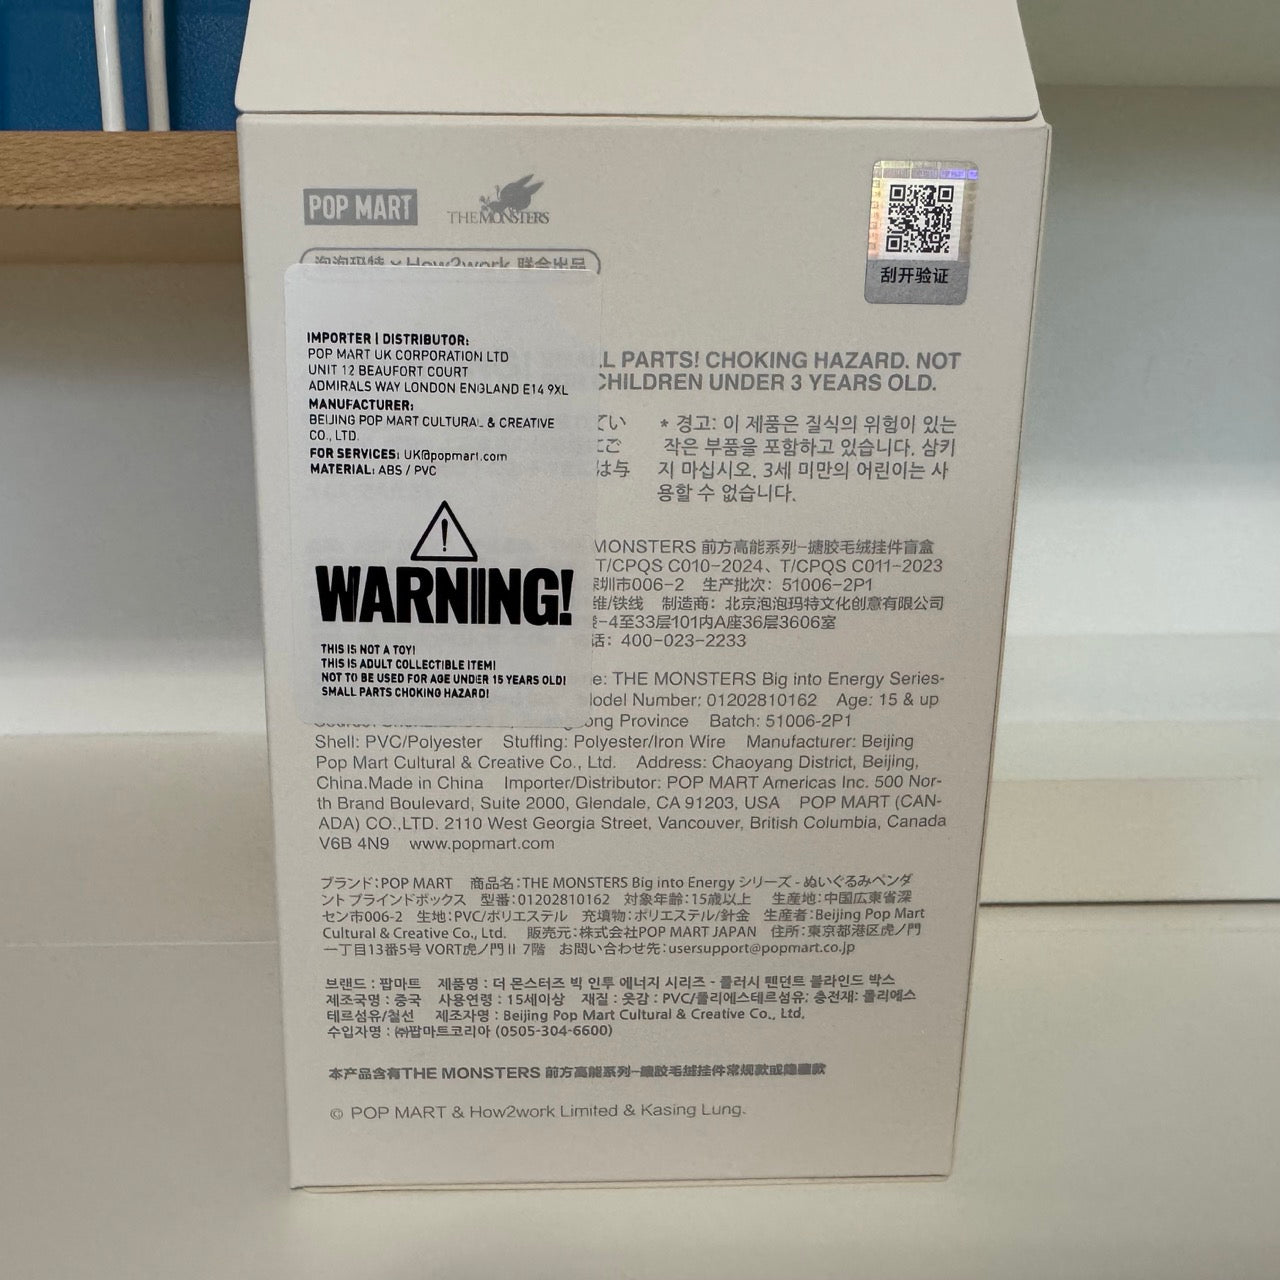 POP MART
THE MONSTERS
泡泡玛特 × How2work 联合出品
刮开验证
IMPORTER | DISTRIBUTOR:
POP MART UK CORPORATION LTD
UNIT 12 BEAUFORT COURT
ADMIRALS WAY LONDON ENGLAND E14 9XL
MANUFACTURER:
BEIJING POP MART CULTURAL & CREATIVE
CO., LTD.
FOR SERVICES: UK@popmart.com
MATERIAL: ABS / PVC
WARNING!
THIS IS NOT A TOY!
THIS IS ADULT COLLECTIBLE ITEM!
NOT TO BE USED FOR AGE UNDER 15 YEARS OLD!
SMALL PARTS CHOKING HAZARD!
PARTS! CHOKING HAZARD. NOT
CHILDREN UNDER 3 YEARS OLD.
てい
にご
は与
* 경고: 이 제품은 질식의 위험이 있는
작은 부품을 포함하고 있습니다. 삼키
지 마십시오. 3세 미만의 어린이는 사
용할 수 없습니다.
MONSTERS 前方高能系列-搪胶毛绒挂件盲盒
T/CPQS C010-2024、T/CPQS C011-2023
深圳市006-2 生产批次: 51006-2P1
维/铁线 制造商: 北京泡泡玛特文化创意有限公司
-4至33层101内A座36层3606室
话: 400-023-2233
THE MONSTERS Big into Energy Series-
Model Number: 01202810162 Age: 15 & up
Province Batch: 51006-2P1
Shell: PVC/Polyester Stuffing: Polyester/Iron Wire Manufacturer: Beijing
Pop Mart Cultural & Creative Co., Ltd. Address: Chaoyang District, Beijing,
China.Made in China Importer/Distributor: POP MART Americas Inc. 500 Nor-
th Brand Boulevard, Suite 2000, Glendale, CA 91203, USA POP MART (CAN-
ADA) CO.,LTD. 2110 West Georgia Street, Vancouver, British Columbia, Canada
V6B 4N9 www.popmart.com
ブランド:POP MART 商品名:THE MONSTERS Big into Energy シリーズ - ぬいぐるみペンダ
ント ブラインドボックス 型番:01202810162 対象年齢:15歳以上 生産地:中国広東省深
セン市006-2 生地:PVC/ポリエステル 充填物:ポリエステル/針金 生産者:Beijing Pop Mart
Cultural & Creative Co., Ltd. 販売元:株式会社POP MART JAPAN 住所:東京都港区虎ノ門
一丁目13番5号 VORT虎ノ門 II 7階 お問い合わせ先:usersupport@popmart.co.jp
브랜드 : 팝마트 제품명 : 더 몬스터즈 빅 인투 에너지 시리즈 - 플러시 펜던트 블라인드 박스
제조국명 : 중국 사용연령 : 15세이상 재질 : 옷감 : PVC/폴리에스테르섬유; 충전재: 폴리에스
테르섬유/철선 제조자명 : Beijing Pop Mart Cultural & Creative Co., Ltd.
수입자명 : ㈜팝마트코리아 (0505-304-6600)
本产品含有THE MONSTERS 前方高能系列-搪胶毛绒挂件常规款或隐藏款
© POP MART & How2work Limited & Kasing Lung.